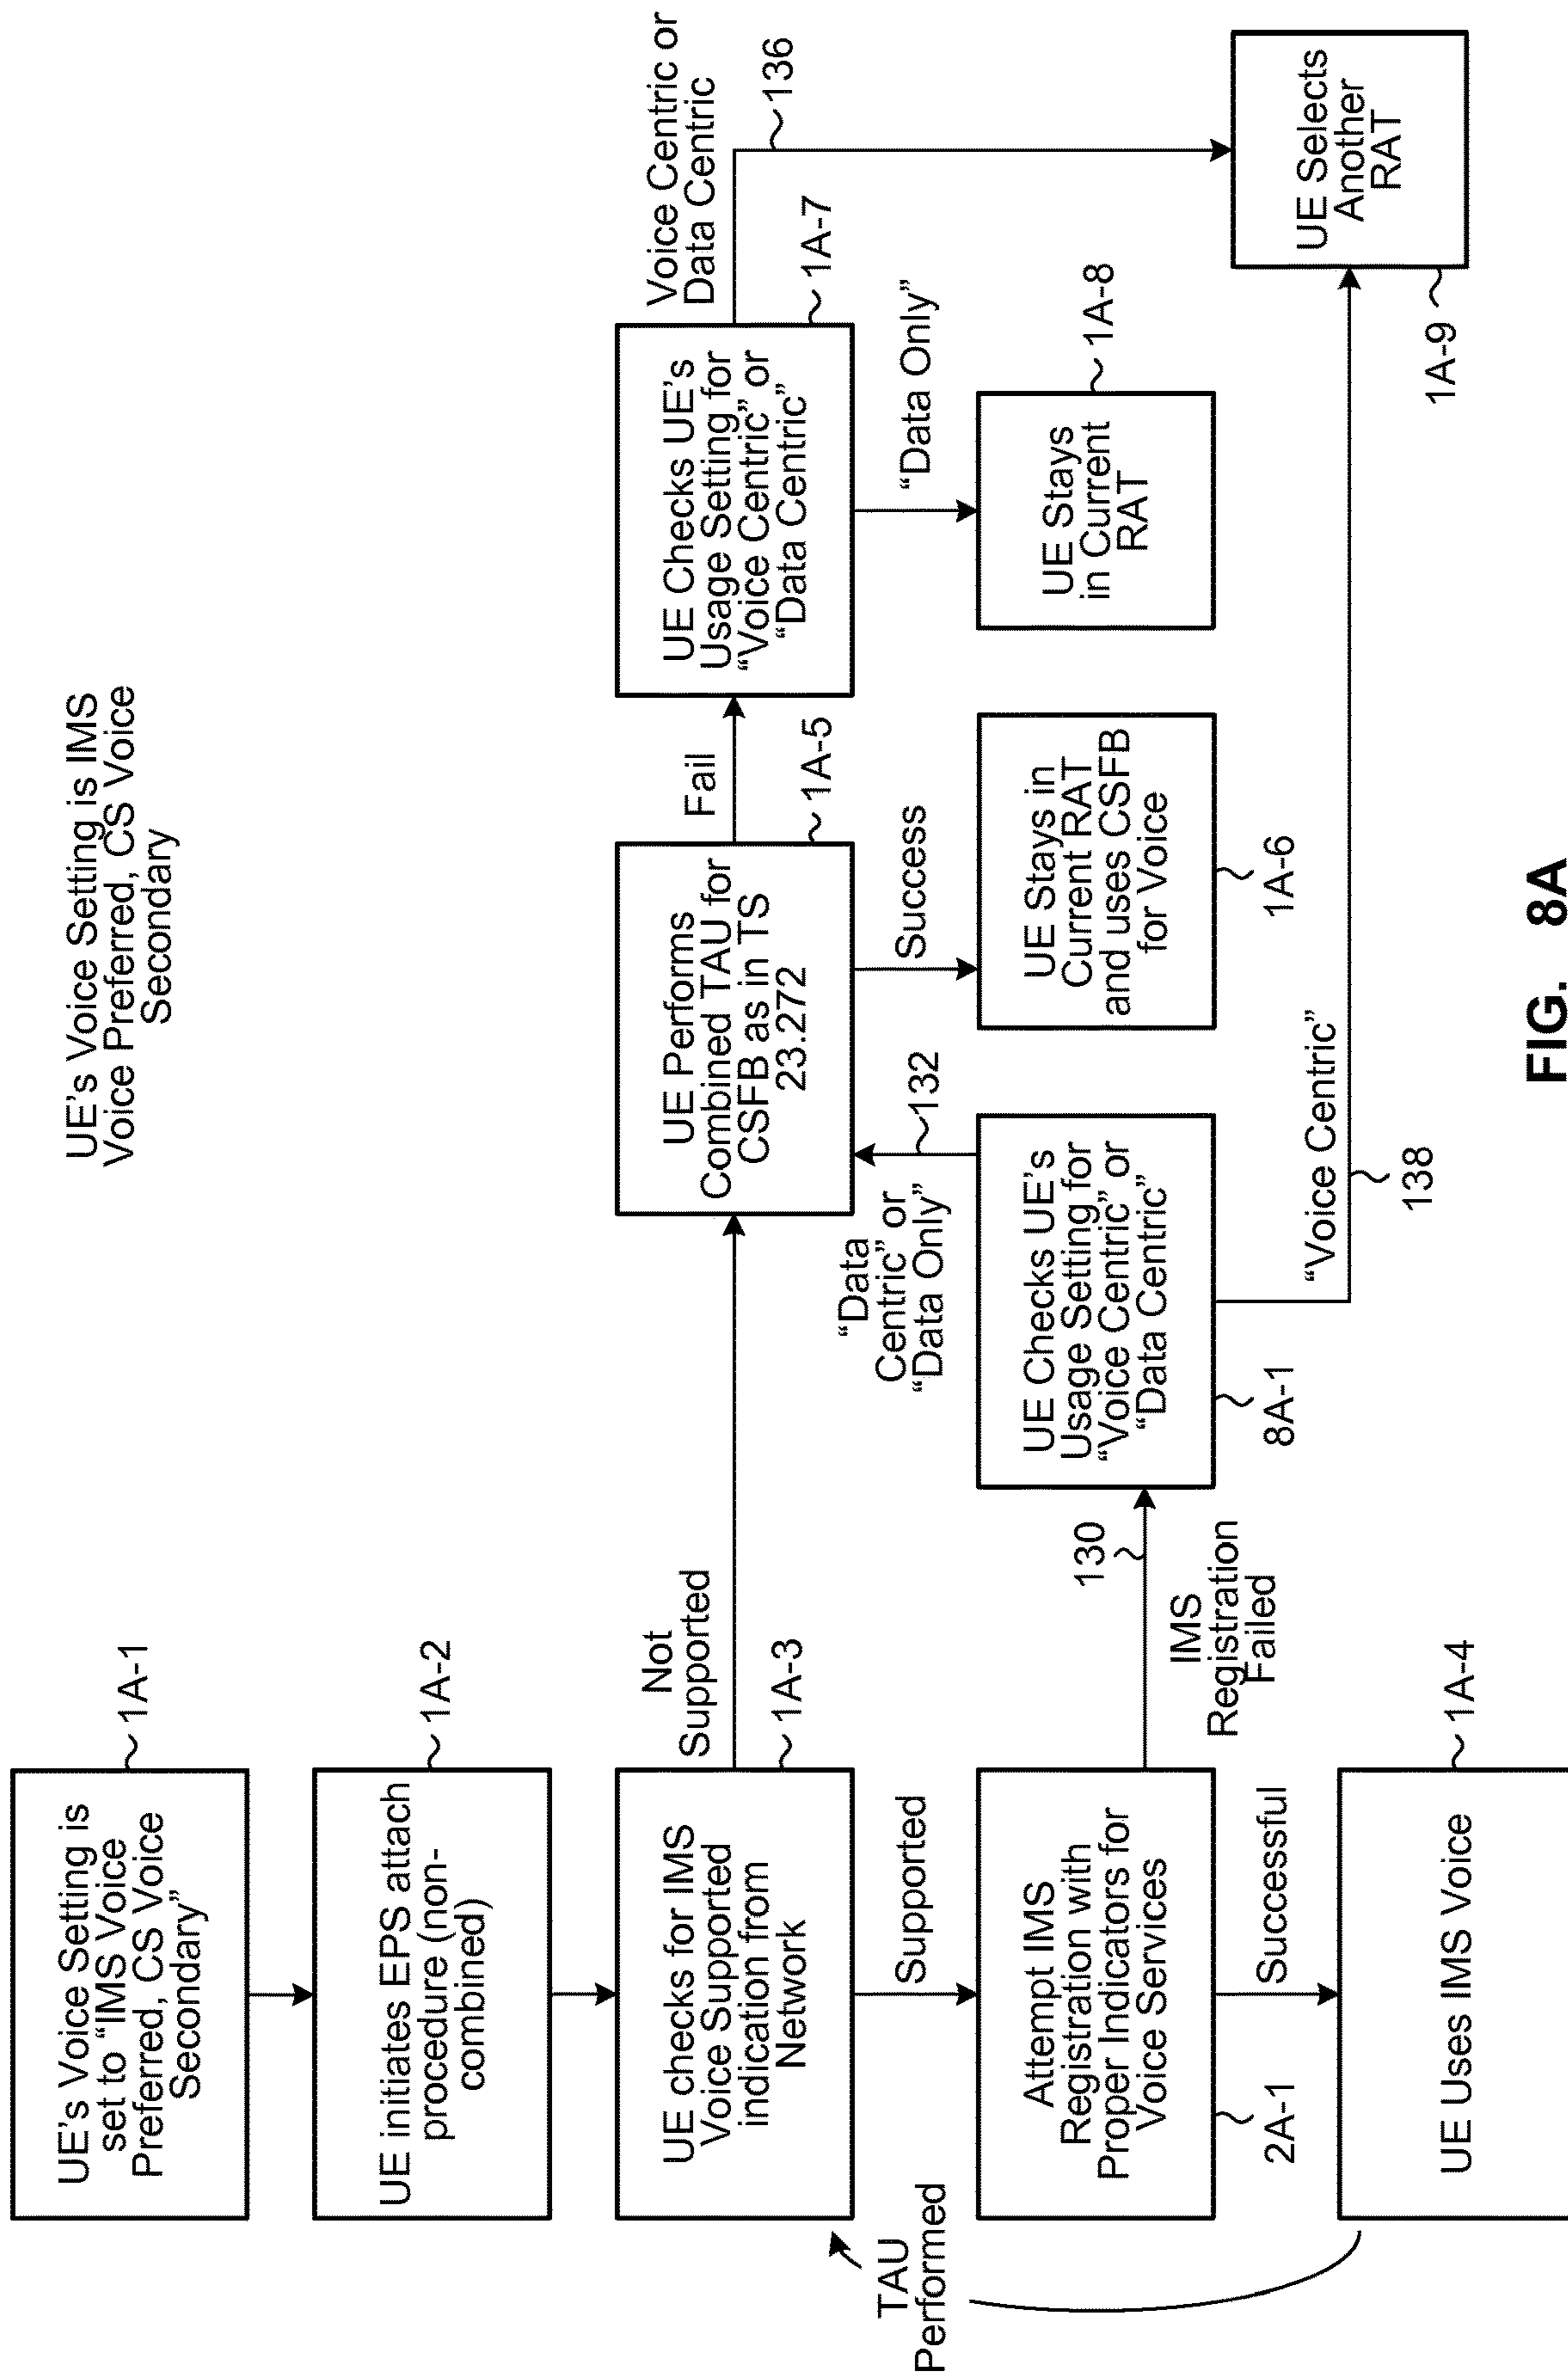 UE's Voice Setting is IMS
Voice Preferred, CS Voice
Secondary
UE's Voice Setting is
set to “IMS Voice
Preferred, CS Voice
Secondary”
1A-1
UE initiates EPS attach
procedure (non-
combined)
1A-2
UE checks for IMS
Voice Supported
indication from
Network
1A-3
Not
Supported
Supported
Attempt IMS
Registration with
Proper Indicators for
Voice Services
2A-1
130
IMS
Registration
Failed
Successful
UE Uses IMS Voice
1A-4
TAU
Performed
UE Performs
Combined TAU for
CSFB as in TS
23.272
1A-5
Fail
Success
UE Stays in
Current RAT
and uses CSFB
for Voice
1A-6
“Data
Centric” or
“Data Only”
132
UE Checks UE's
Usage Setting for
“Voice Centric” or
“Data Centric”
8A-1
“Voice Centric”
138
UE Checks UE's
Usage Setting for
“Voice Centric” or
“Data Centric”
1A-7
Voice Centric or
Data Centric
136
“Data Only”
UE Stays
in Current
RAT
1A-8
UE Selects
Another
RAT
1A-9
FIG. 8A